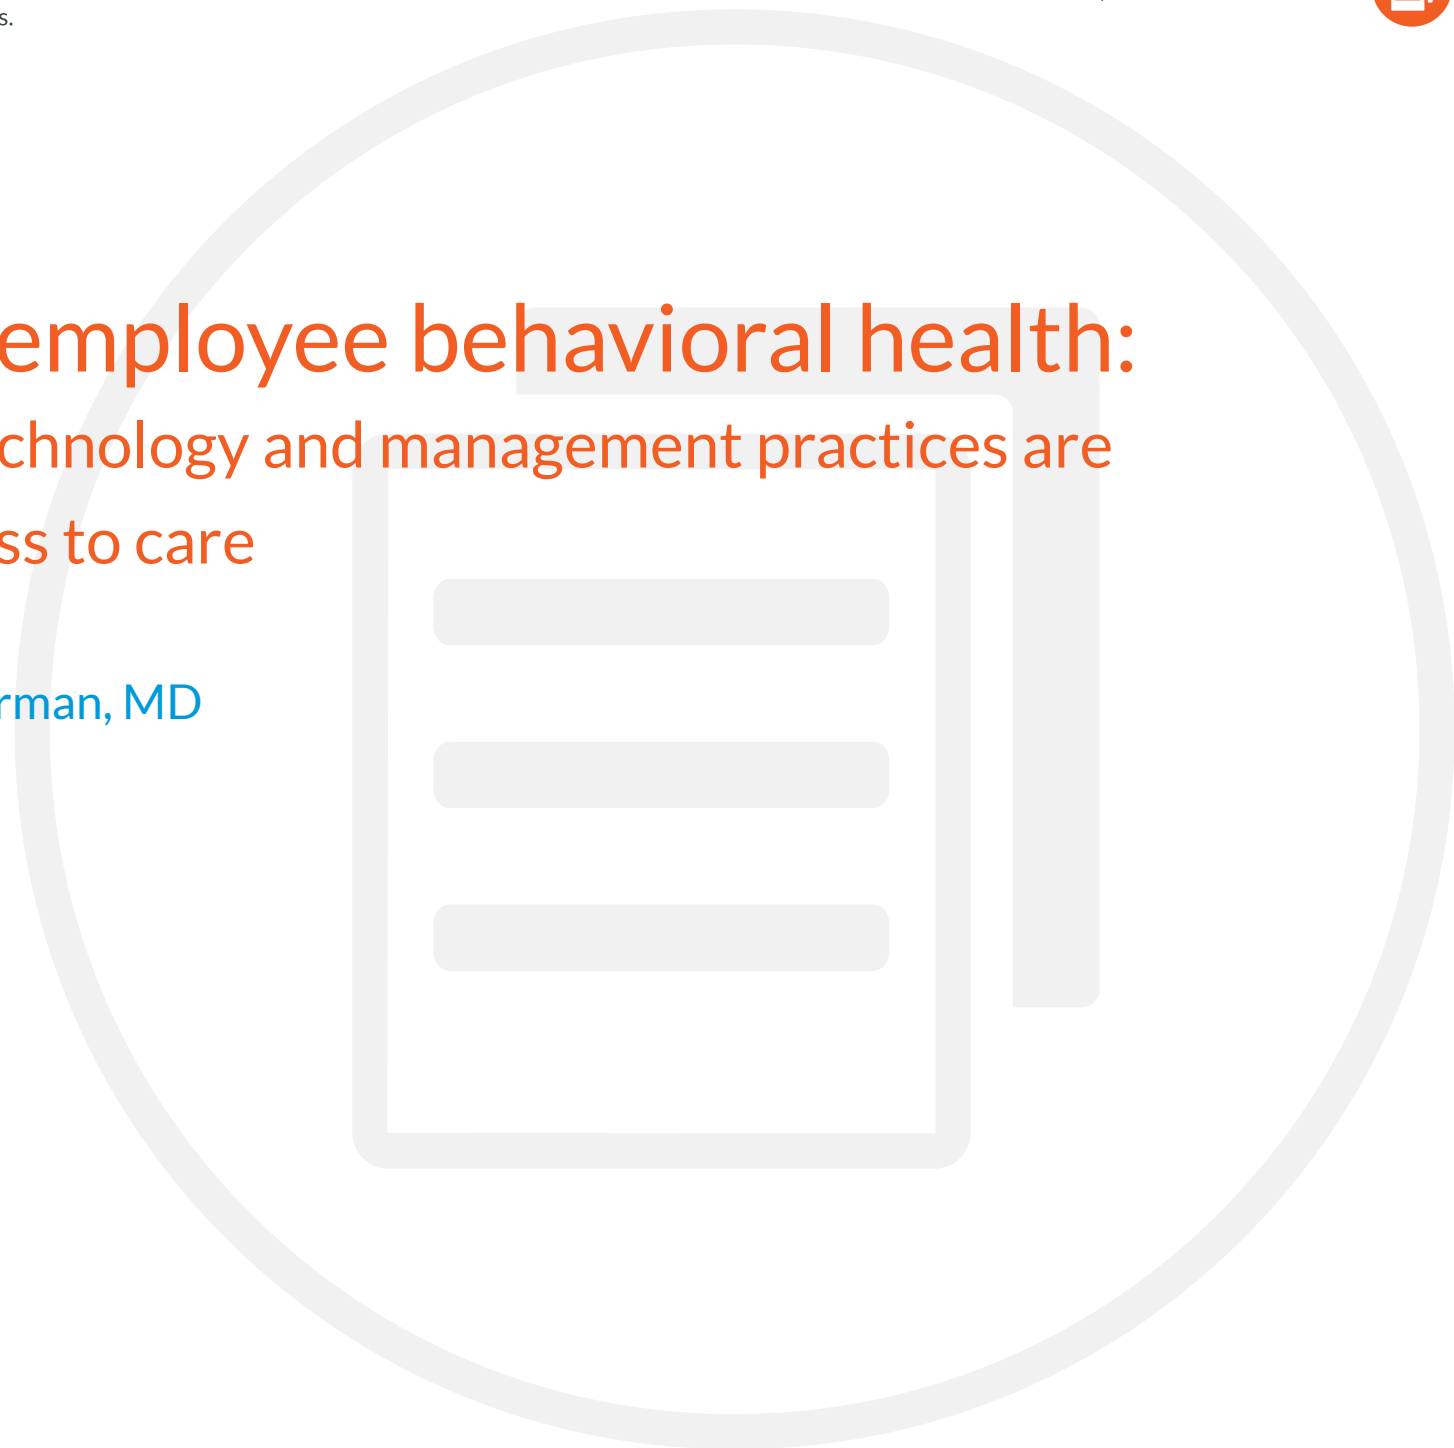 s.
employee behavioral health:
chnology and management practices are
ss to care
rman, MD